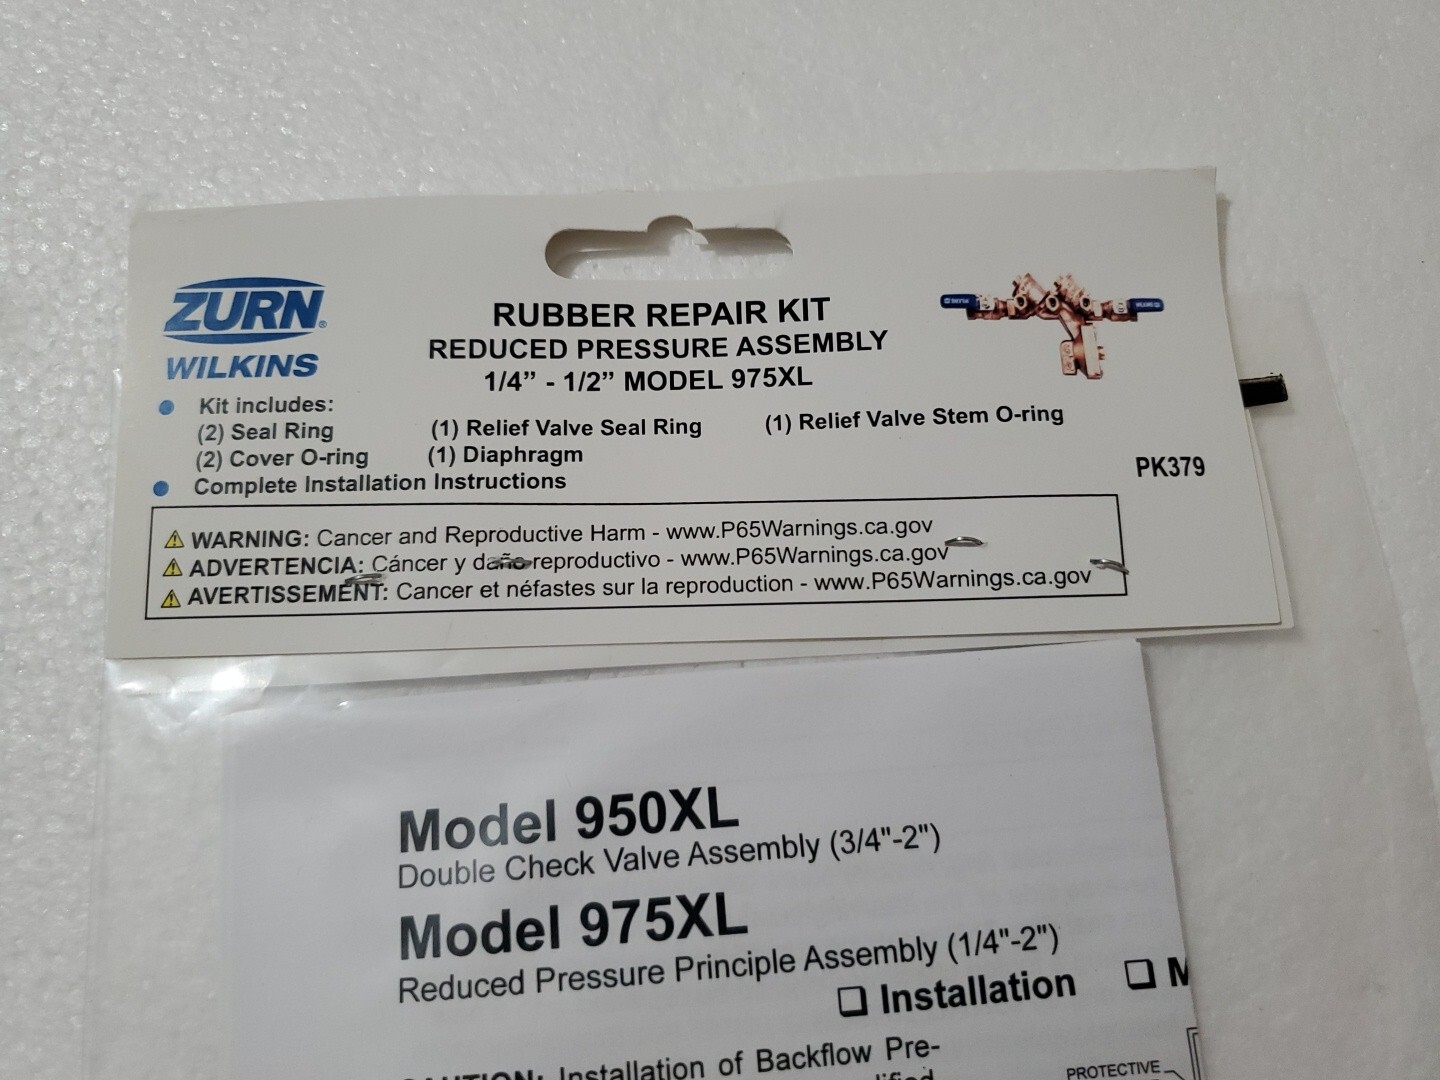 ZURN®
WILKINS
RUBBER REPAIR KIT
REDUCED PRESSURE ASSEMBLY
1/4” - 1/2” MODEL 975XL
Kit includes:
(2) Seal Ring (1) Relief Valve Seal Ring (1) Relief Valve Stem O-ring
(2) Cover O-ring (1) Diaphragm
Complete Installation Instructions
PK379
WARNING: Cancer and Reproductive Harm - www.P65Warnings.ca.gov
ADVERTENCIA: Cáncer y daño reproductivo - www.P65Warnings.ca.gov
AVERTISSEMENT: Cancer et néfastes sur la reproduction - www.P65Warnings.ca.gov
Model 950XL
Double Check Valve Assembly (3/4"-2")
Model 975XL
Reduced Pressure Principle Assembly (1/4"-2")
❑ Installation ❑ M
CAUTION: Installation of Backflow Pre-
PROTECTIVE